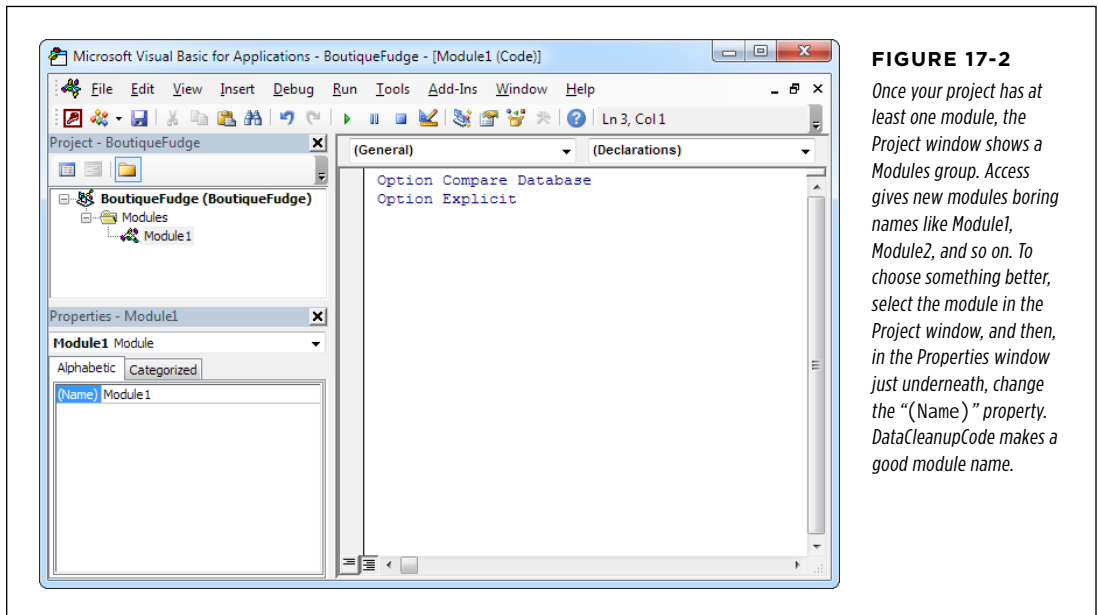 Microsoft Visual Basic for Applications - BoutiqueFudge - [Module1 (Code)]
File Edit View Insert Debug Run Tools Add-Ins Window Help
Ln 3, Col 1
Project - BoutiqueFudge
BoutiqueFudge (BoutiqueFudge)
Modules
Module1
Properties - Module1
Module1 Module
Alphabetic Categorized
(Name) Module1
(General) (Declarations)
Option Compare Database
Option Explicit
FIGURE 17-2
Once your project has at
least one module, the
Project window shows a
Modules group. Access
gives new modules boring
names like Module1,
Module2, and so on. To
choose something better,
select the module in the
Project window, and then,
in the Properties window
just underneath, change
the “(Name)” property.
DataCleanupCode makes a
good module name.